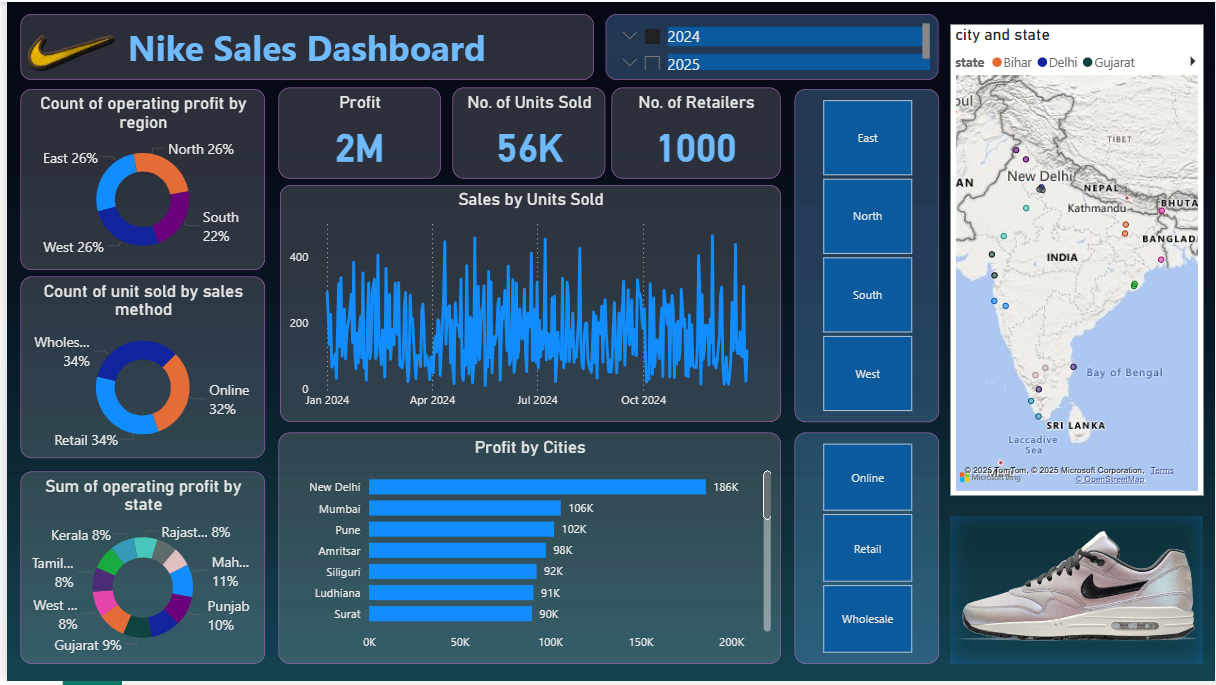 Nike Sales Dashboard
2024
2025
Count of operating profit by
region
East 26%
North 26%
South
22%
West 26%
Count of unit sold by sales
method
Wholes...
34%
Online
32%
Retail 34%
Sum of operating profit by
state
Kerala 8%
Rajast... 8%
Tamil...
8%
Mah...
11%
West ...
8%
Punjab
10%
Gujarat 9%
Profit
2M
No. of Units Sold
56K
No. of Retailers
1000
Sales by Units Sold
400
200
0
Jan 2024
Apr 2024
Jul 2024
Oct 2024
Profit by Cities
New Delhi 186K
Mumbai 106K
Pune 102K
Amritsar 98K
Siliguri 92K
Ludhiana 91K
Surat 90K
0K 50K 100K 150K 200K
East
North
South
West
Online
Retail
Wholesale
city and state
state Bihar Delhi Gujarat
bul
TIBET
New Delhi
AN
NEPAL
BHUTA
Kathmandu
BANGLAD
INDIA
Bay of Bengal
SRI LANKA
Laccadive
Sea
© 2025 TomTom, © 2025 Microsoft Corporation, Terms
© OpenStreetMap
Microsoft Bing